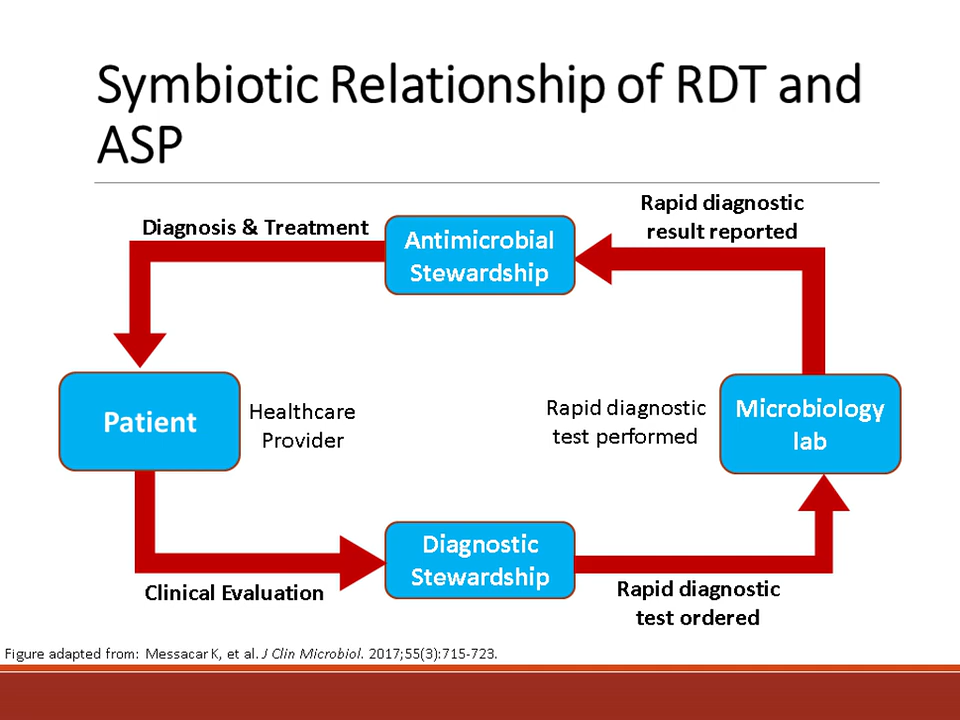 Symbiotic Relationship of RDT and
ASP
Diagnosis & Treatment
Antimicrobial
Stewardship
Rapid diagnostic
result reported
Patient
Healthcare
Provider
Rapid diagnostic
test performed
Microbiology
lab
Clinical Evaluation
Diagnostic
Stewardship
Rapid diagnostic
test ordered
Figure adapted from: Messacar K, et al. J Clin Microbiol. 2017;55(3):715-723.